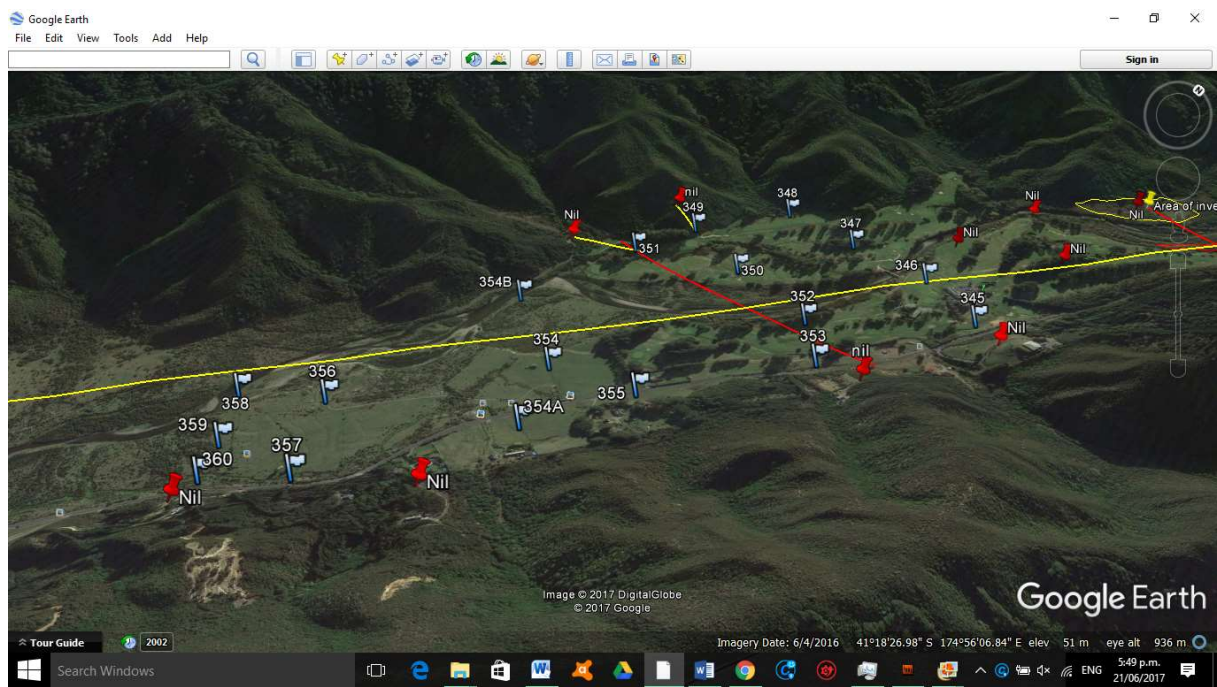 Google Earth
File Edit View Tools Add Help
Sign in
N
nil
349
348
Nil
Nil
Area of inve
347
Nil
351
Nil
350
346
354B
352
345
Nil
354
353
nil
356
355
358
354A
359
357
360
Nil
Nil
Image © 2017 DigitalGlobe
© 2017 Google
Google Earth
Tour Guide 2002
Imagery Date: 6/4/2016 41°18'26.98" S 174°56'06.84" E elev 51 m eye alt 936 m
Search Windows
ENG
5:49 p.m.
21/06/2017